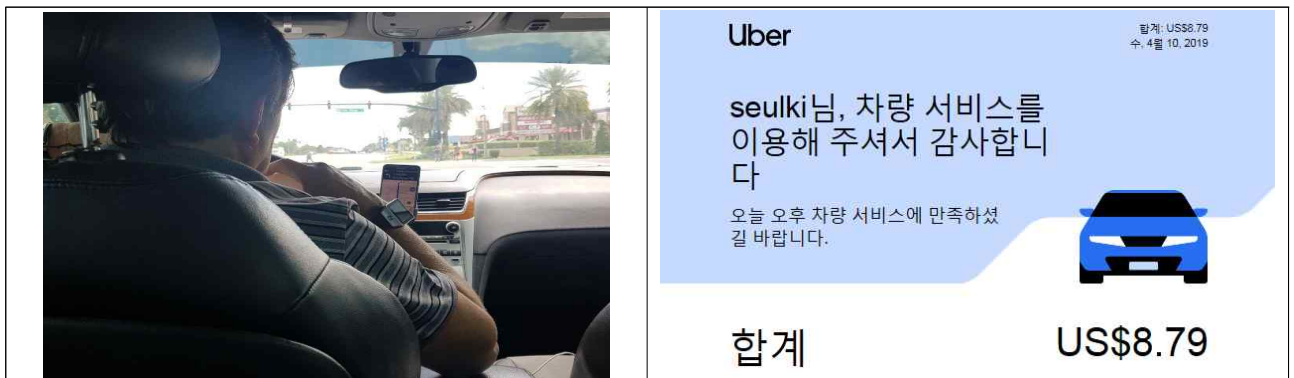 Uber
합계: US$8.79
수, 4월 10, 2019
seulki님, 차량 서비스를
이용해 주셔서 감사합니
다
오늘 오후 차량 서비스에 만족하셨
길 바랍니다.
합계
US$8.79